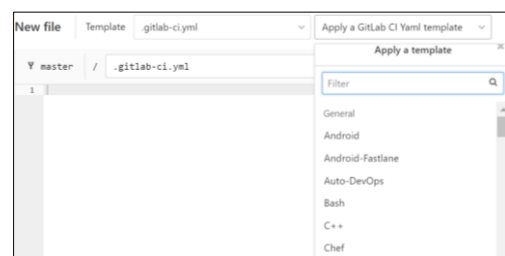 New file Template .gitlab-ci.yml Apply a GitLab CI Yaml template
Apply a template
master / .gitlab-ci.yml
Filter
1
General
Android
Android-Fastlane
Auto-DevOps
Bash
C++
Chef